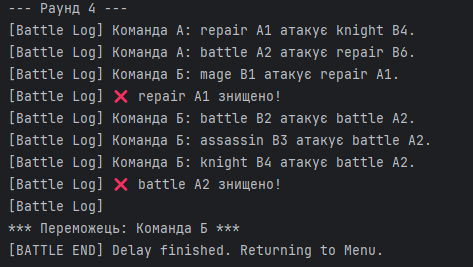 --- Раунд 4 ---
[Battle Log] Команда А: repair A1 атакує knight B4.
[Battle Log] Команда А: battle A2 атакує repair B6.
[Battle Log] Команда Б: mage B1 атакує repair A1.
[Battle Log] ❌ repair A1 знищено!
[Battle Log] Команда Б: battle B2 атакує battle A2.
[Battle Log] Команда Б: assassin B3 атакує battle A2.
[Battle Log] Команда Б: knight B4 атакує battle A2.
[Battle Log] ❌ battle A2 знищено!
[Battle Log]
*** Переможець: Команда Б ***
[BATTLE END] Delay finished. Returning to Menu.